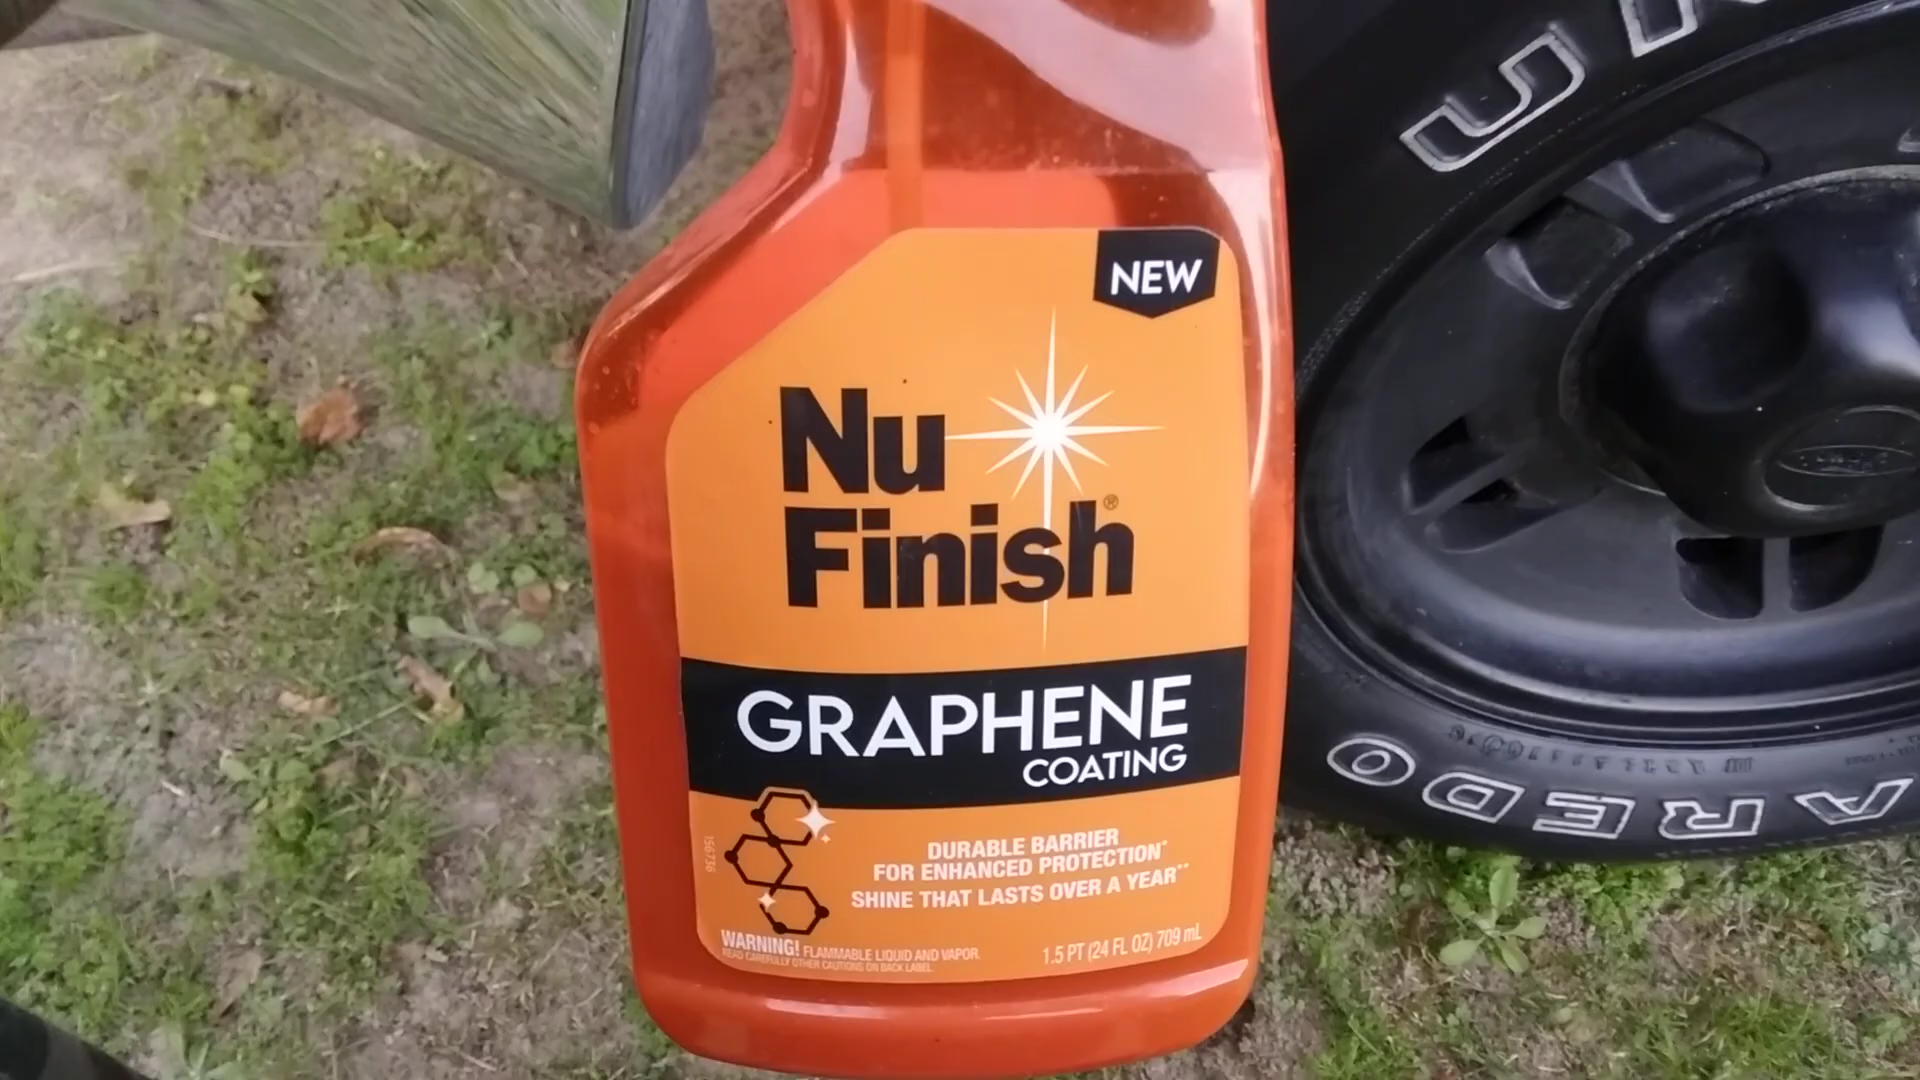 NEW
Nu
Finish®
GRAPHENE
COATING
DURABLE BARRIER
FOR ENHANCED PROTECTION*
SHINE THAT LASTS OVER A YEAR**
WARNING! FLAMMABLE LIQUID AND VAPOR.
READ CAREFULLY OTHER CAUTIONS ON BACK LABEL.
1.5 PT (24 FL OZ) 709 mL
156736